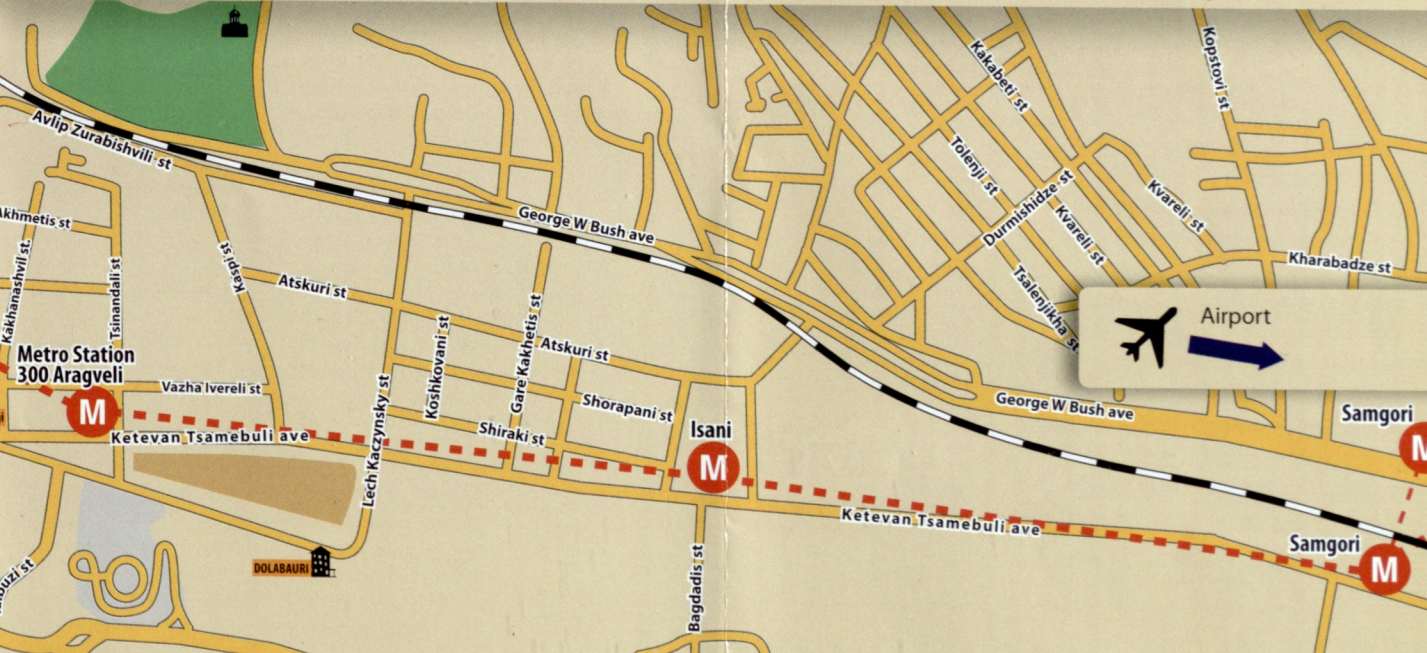 Avlip Zurabishvili st
Akhmetis st
Kakhanashvil st.
Tsinandali st
Kaspi st
Atskuri st
Metro Station
300 Aragveli
M
Vazha Ivereli st
Ketevan Tsamebuli ave
Lech Kaczynsky st
Koshkovani st
Gare Kakhetis st
Atskuri st
Shorapani st
Shiraki st
DOLABAURI
George W Bush ave
Isani
M
Bagdadis st
Ketevan Tsamebuli ave
Kakabeti st
Tolenji st
Durmishidze st
Kvareli st
Kvareli st
Tsalenjikha st
Kopstovi st
Kharabadze st
Airport
George W Bush ave
Samgori
M
Samgori
M